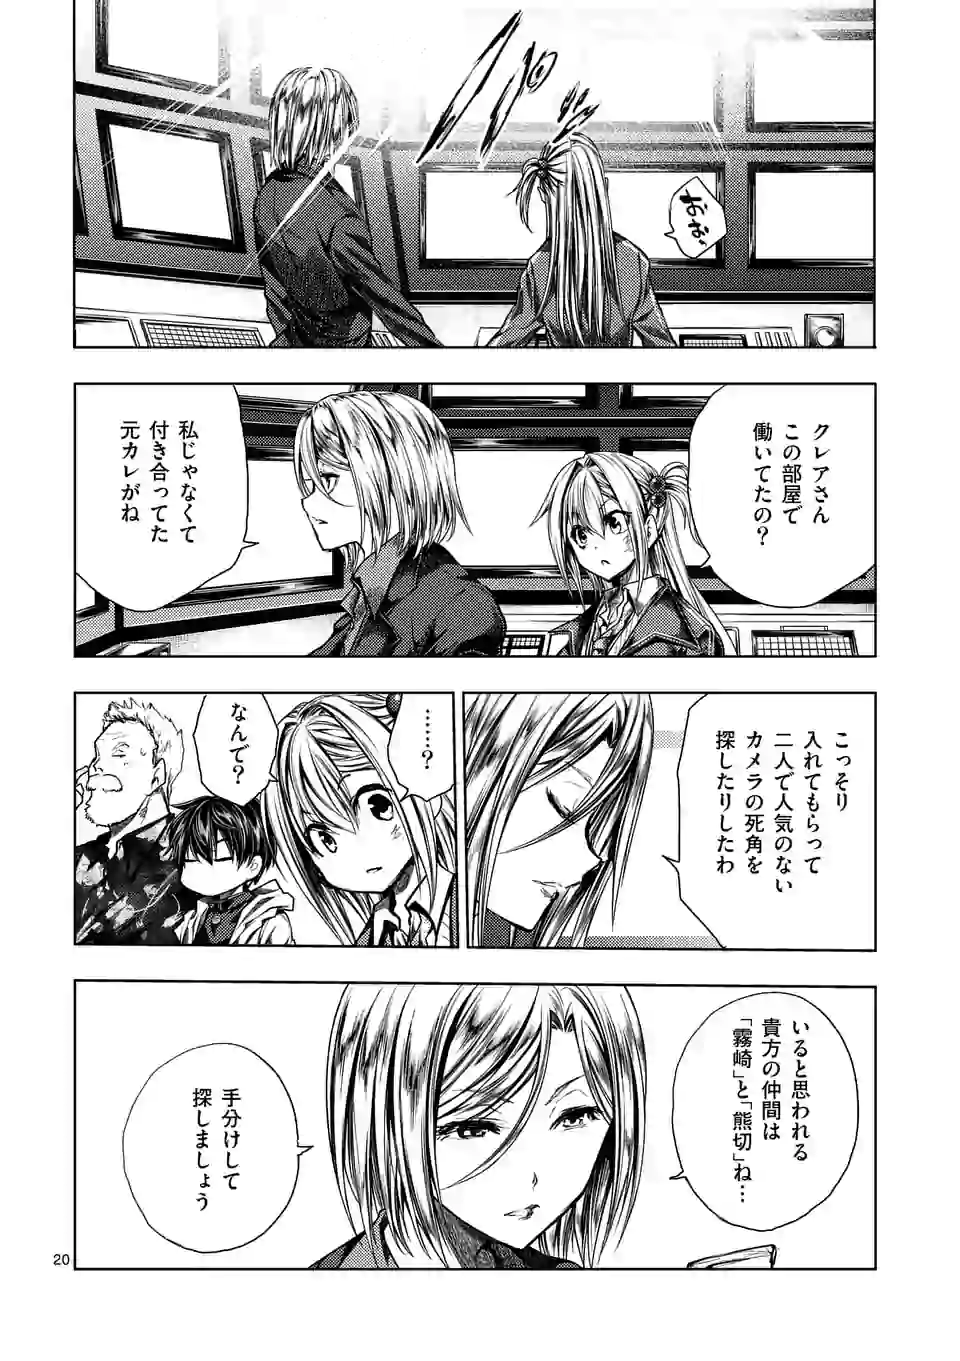 パパパッ
おお、
クレアさん
この部屋で
働いてたの?
私じゃなくて
付き合ってた
元カレがね
こっそり
入れてもらって
二人で人気のない
カメラの死角を
探したりしたわ
……?
なんで?
いると思われる
貴方の仲間は
「霧崎」と「熊切」ね…
手分けして
探しましょう
20